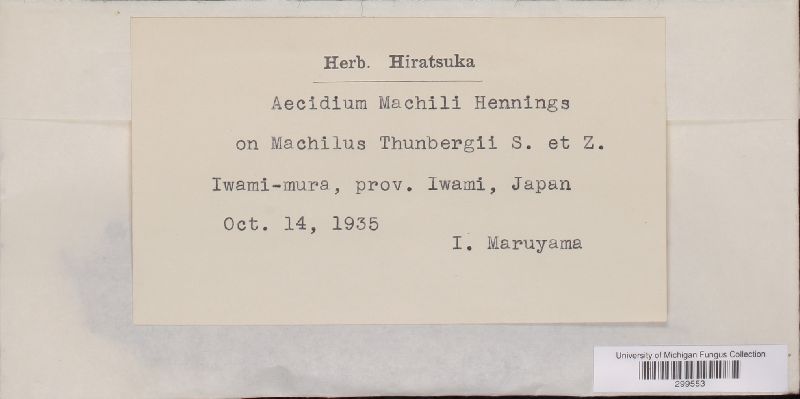 Herb. Hiratsuka
Aecidium Machili Hennings
on Machilus Thunbergii S. et Z.
Iwami-mura, prov. Iwami, Japan
Oct. 14, 1935
I. Maruyama
University of Michigan Fungus Collection
299553